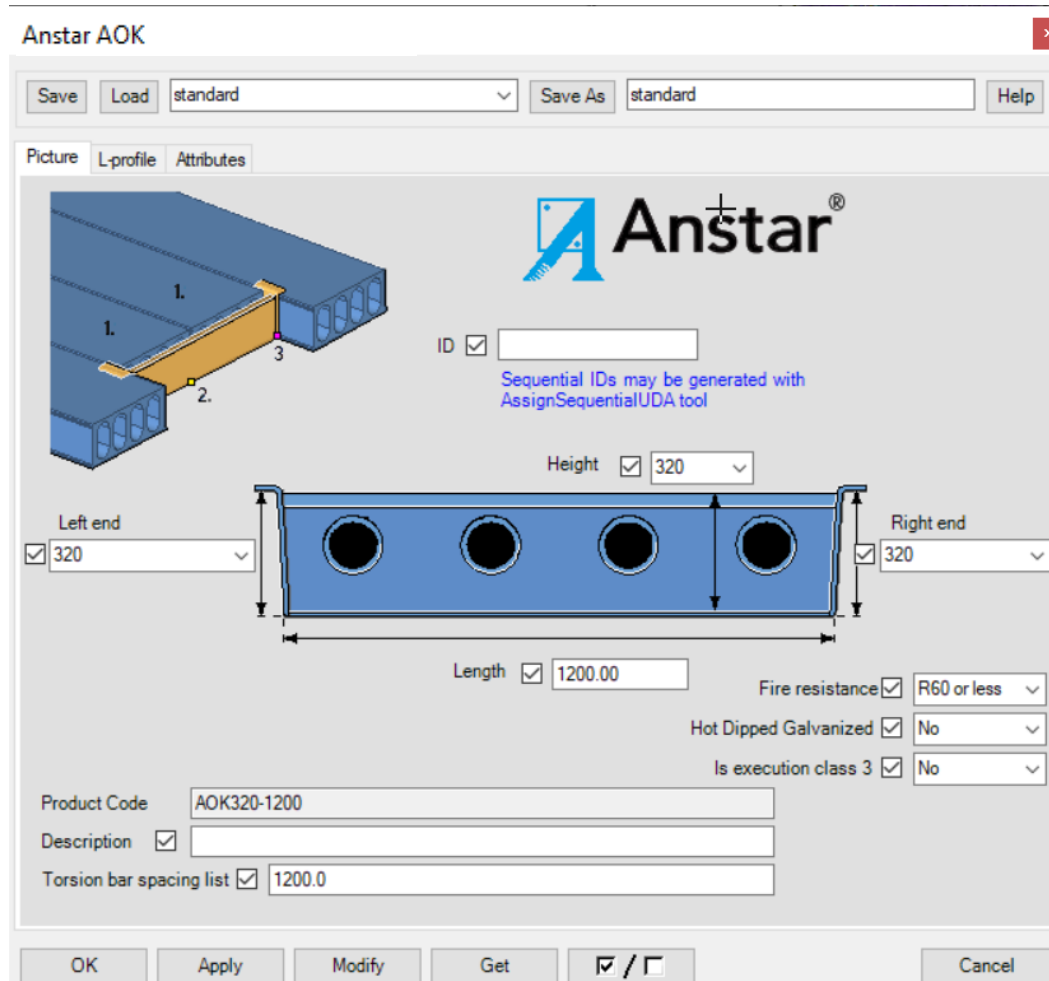 Anstar AOK
Save Load standard Save As standard Help
Picture L-profile Attributes
Anstar®
1.
1.
3
2.
ID
Sequential IDs may be generated with
AssignSequentialUDA tool
Height 320
Left end
320
Right end
320
Length 1200.00
Fire resistance R60 or less
Hot Dipped Galvanized No
Is execution class 3 No
Product Code AOK320-1200
Description
Torsion bar spacing list 1200.0
OK Apply Modify Get / Cancel